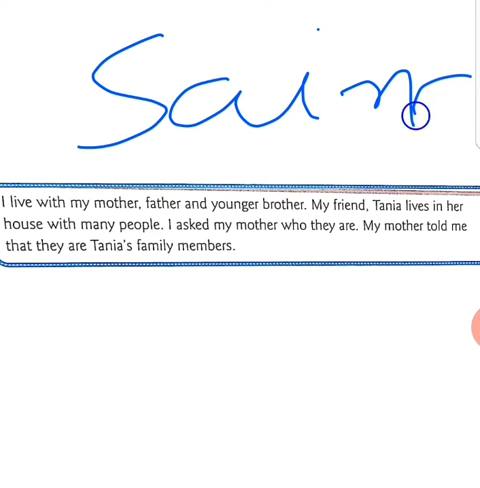 I live with my mother, father and younger brother. My friend, Tania lives in her
house with many people. I asked my mother who they are. My mother told me
that they are Tania's family members.